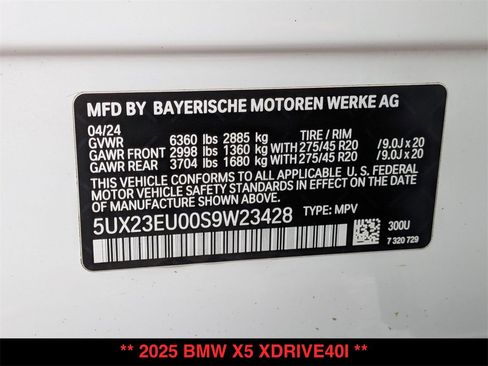 MFD BY BAYERISCHE MOTOREN WERKE AG
04/24
GVWR 6360 lbs 2885 kg TIRE / RIM
GAWR FRONT 2998 lbs 1360 kg WITH 275/45 R20 /9.0J x 20
GAWR REAR 3704 lbs 1680 kg WITH 275/45 R20 /9.0J x 20
THIS VEHICLE CONFORMS TO ALL APPLICABLE U. S. FEDERAL
MOTOR VEHICLE SAFETY STANDARDS IN EFFECT ON THE DATE
OF MANUFACTURE SHOWN ABOVE.
5UX23EU00S9W23428 TYPE: MPV
300U
7 320 729
** 2025 BMW X5 XDRIVE40I **